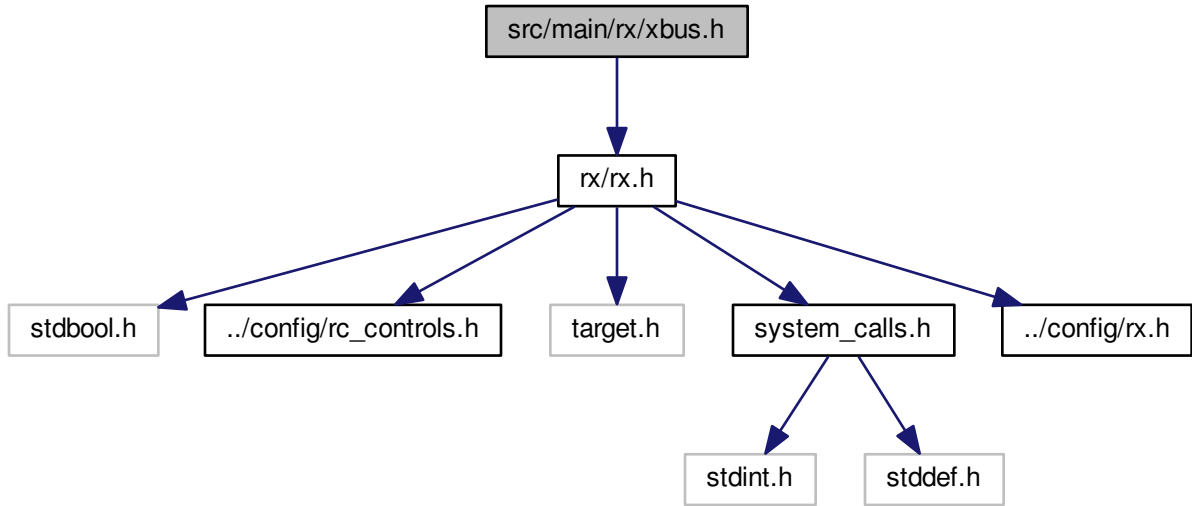 src/main/rx/xbus.h
rx/rx.h
stdbool.h
../config/rc_controls.h
target.h
system_calls.h
../config/rx.h
stdint.h
stddef.h